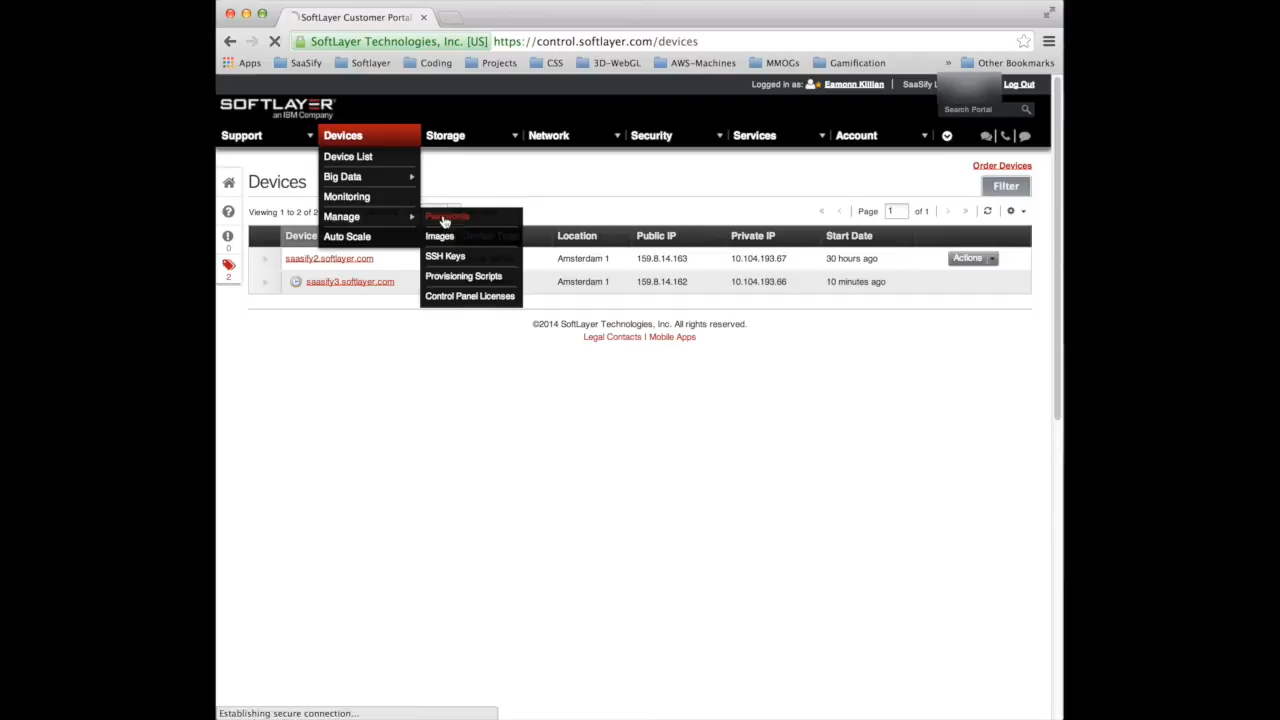 SoftLayer Customer Portal
SoftLayer Technologies, Inc. [US] https://control.softlayer.com/devices
Apps SaaSify Softlayer Coding Projects CSS 3D-WebGL AWS-Machines MMOGs Gamification » Other Bookmarks
Logged in as: Eamonn Killian SaaSify Log Out
SOFTLAYER
an IBM Company
Search Portal
Support Devices Storage Network Security Services Account
Device List
Order Devices
Devices
Big Data
Filter
Monitoring
Viewing 1 to 2 of 2
Manage
Passwords
« ‹ Page 1 of 1 › »
Auto Scale
Images
Device Location Public IP Private IP Start Date
0
SSH Keys
saasify2.softlayer.com Amsterdam 1 159.8.14.163 10.104.193.67 30 hours ago Actions
2
Provisioning Scripts
saasify3.softlayer.com Amsterdam 1 159.8.14.162 10.104.193.66 10 minutes ago
Control Panel Licenses
©2014 SoftLayer Technologies, Inc. All rights reserved.
Legal Contacts | Mobile Apps
Establishing secure connection...